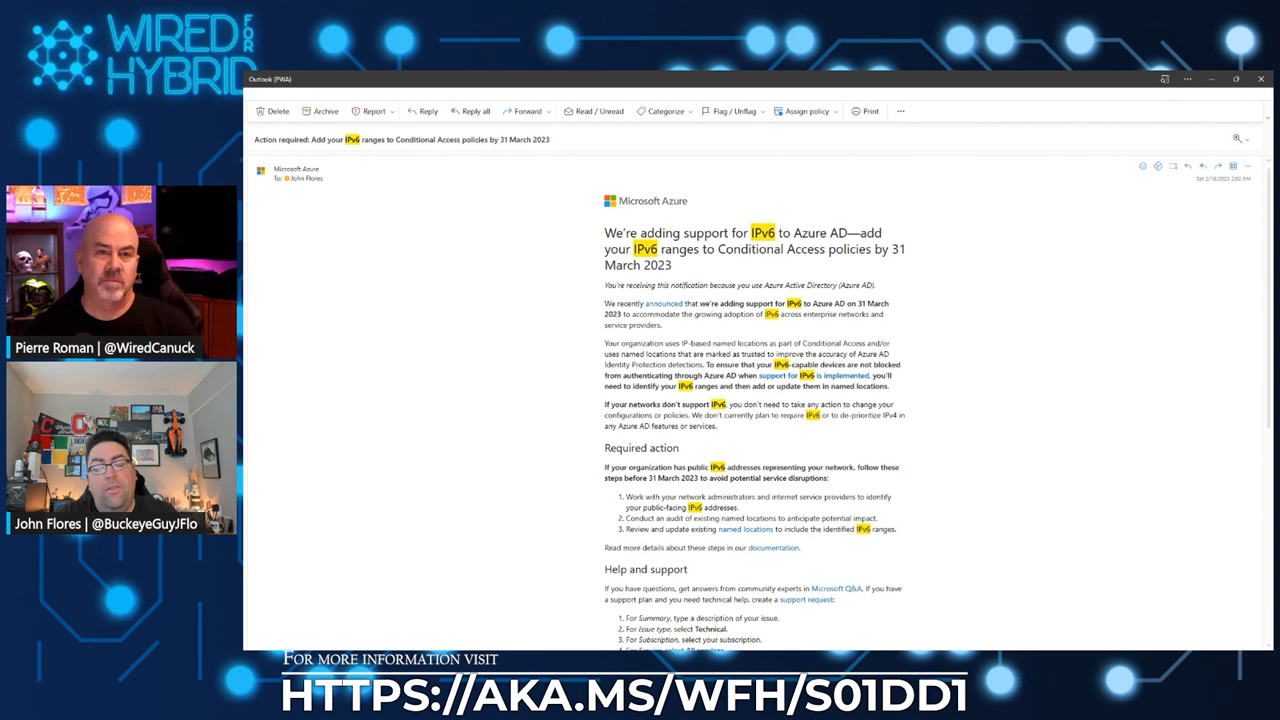 WIRED FOR
HYBRID
Outlook (PWA)
Delete Archive Report Reply Reply all Forward Read / Unread Categorize Flag / Unflag Assign policy Print ...
Action required: Add your IPv6 ranges to Conditional Access policies by 31 March 2023
Microsoft Azure
To: John Flores
Sat 2/18/2023 2:02 AM
Microsoft Azure
We're adding support for IPv6 to Azure AD—add
your IPv6 ranges to Conditional Access policies by 31
March 2023
You're receiving this notification because you use Azure Active Directory (Azure AD).
We recently announced that we're adding support for IPv6 to Azure AD on 31 March
2023 to accommodate the growing adoption of IPv6 across enterprise networks and
service providers.
Your organization uses IP-based named locations as part of Conditional Access and/or
uses named locations that are marked as trusted to improve the accuracy of Azure AD
Identity Protection detections. To ensure that your IPv6-capable devices are not blocked
from authenticating through Azure AD when support for IPv6 is implemented, you'll
need to identify your IPv6 ranges and then add or update them in named locations.
If your networks don't support IPv6, you don't need to take any action to change your
configurations or policies. We don't currently plan to require IPv6 or to de-prioritize IPv4 in
any Azure AD features or services.
Required action
If your organization has public IPv6 addresses representing your network, follow these
steps before 31 March 2023 to avoid potential service disruptions:
1. Work with your network administrators and internet service providers to identify
your public-facing IPv6 addresses.
2. Conduct an audit of existing named locations to anticipate potential impact.
3. Review and update existing named locations to include the identified IPv6 ranges.
Read more details about these steps in our documentation.
Help and support
If you have questions, get answers from community experts in Microsoft Q&A. If you have
a support plan and you need technical help, create a support request:
1. For Summary, type a description of your issue.
2. For Issue type, select Technical.
3. For Subscription, select your subscription.
Pierre Roman | @WiredCanuck
John Flores | @BuckeyeGuyJFlo
FOR MORE INFORMATION VISIT
HTTPS://AKA.MS/WFH/S01DD1